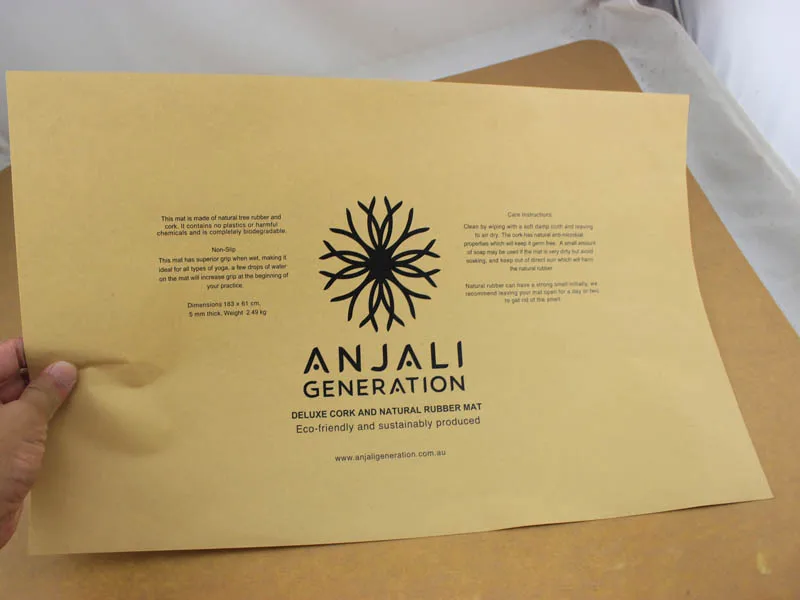 This mat is made of natural tree rubber and
cork. It contains no plastics or harmful
chemicals and is completely biodegradable.
Non-Slip
This mat has superior grip when wet, making it
ideal for all types of yoga, a few drops of water
on the mat will increase grip at the beginning of
your practice.
Dimensions 183 x 61 cm,
5 mm thick, Weight 2.49 kg
ANJALI
GENERATION
DELUXE CORK AND NATURAL RUBBER MAT
Eco-friendly and sustainably produced
www.anjaligeneration.com.au
Care Instructions
Clean by wiping with a soft damp cloth and leaving
to air dry. The cork has natural anti-microbial
properties which will keep it germ free. A small amount
of soap may be used if the mat is very dirty but avoid
soaking, and keep out of direct sun which will harm
the natural rubber
Natural rubber can have a strong smell initially, we
recommend leaving your mat open for a day or two,
to get rid of the smell.